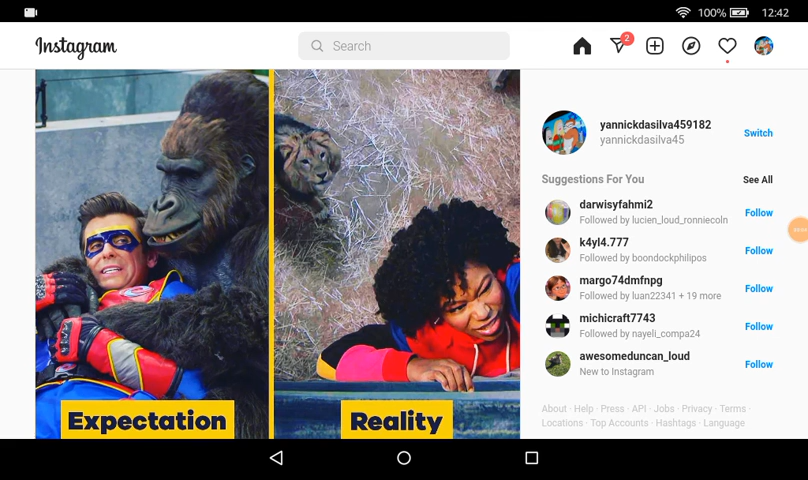 100% 12:42
Instagram
Search
2
yannickdasilva459182
yannickdasilva45
Switch
Suggestions For You
See All
darwisyfahmi2
Followed by lucien_loud_ronniecoln
Follow
k4yl4.777
Followed by boondockphilipos
Follow
margo74dmfnpg
Followed by luan22341 + 19 more
Follow
michicraft7743
Followed by nayeli_compa24
Follow
awesomeduncan_loud
New to Instagram
Follow
Expectation
Reality
About · Help · Press · API · Jobs · Privacy · Terms ·
Locations · Top Accounts · Hashtags · Language